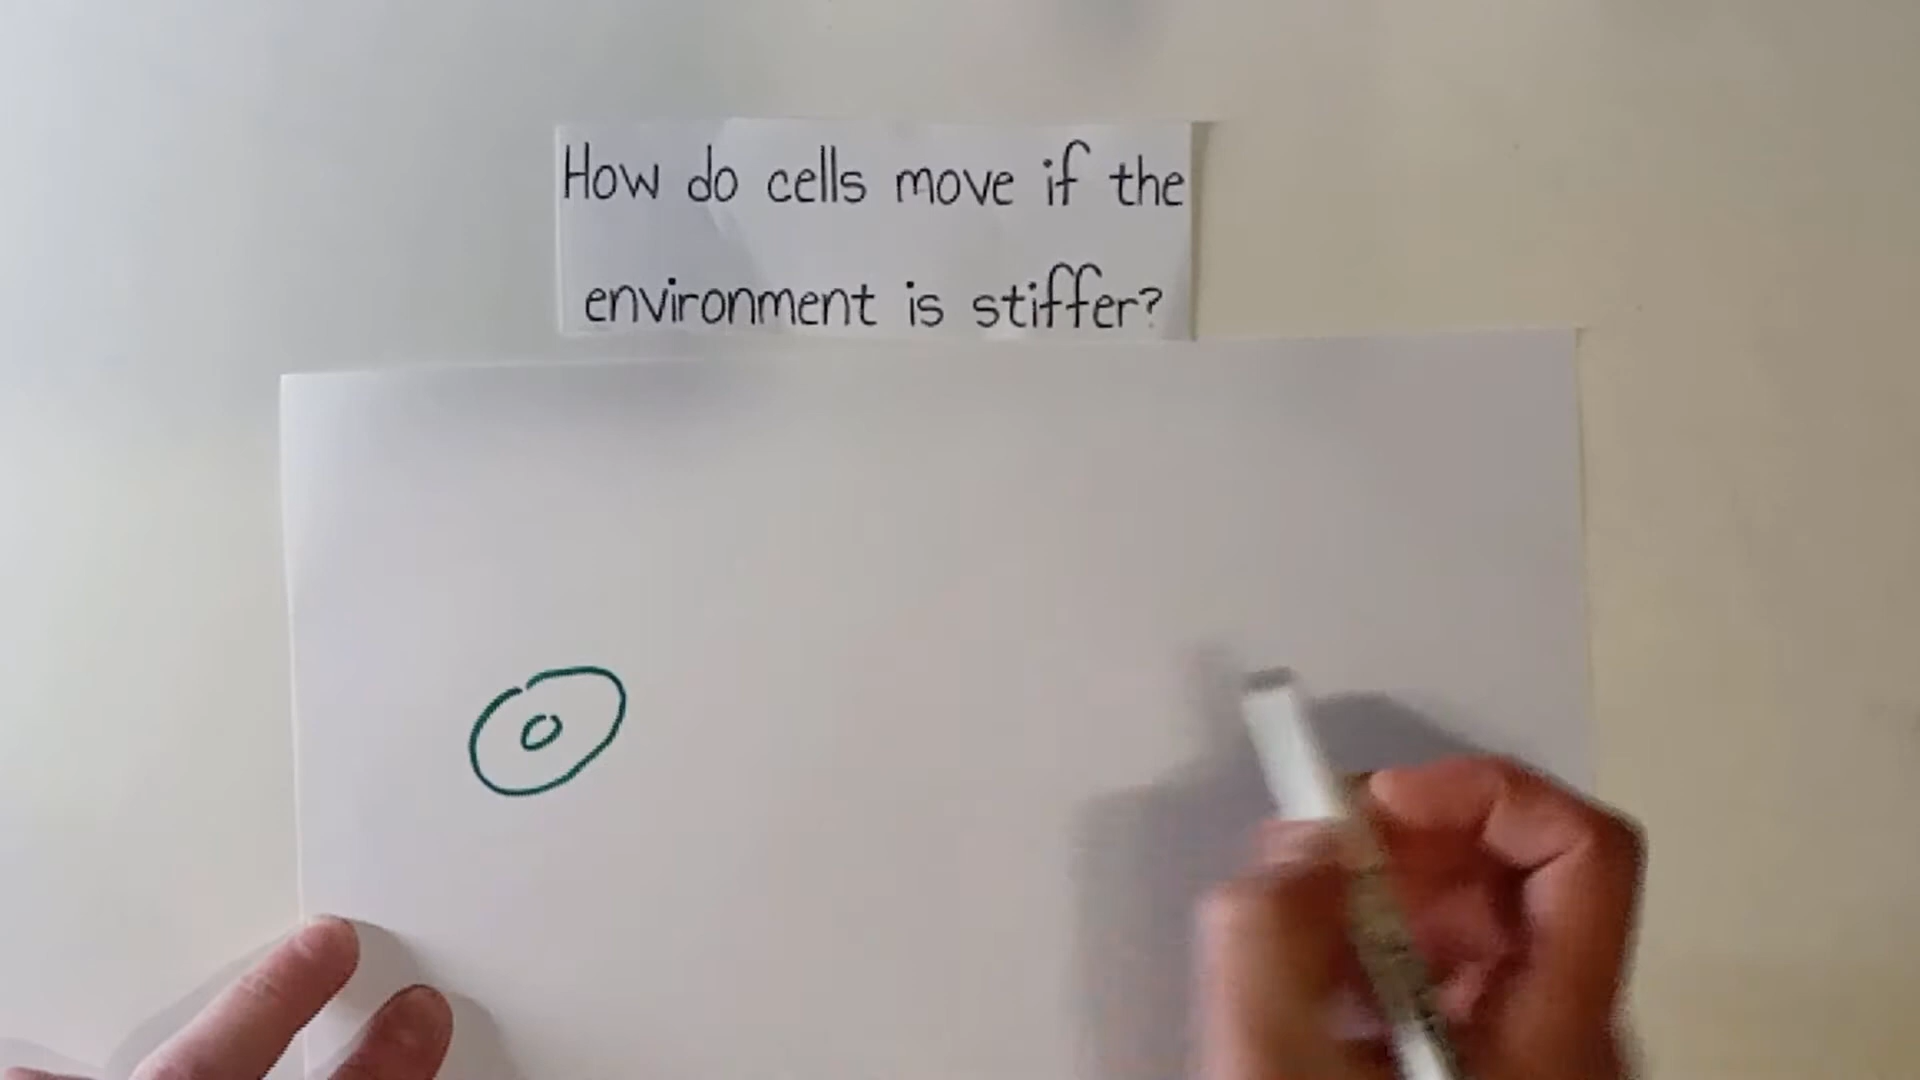 How do cells move if the
environment is stiffer?